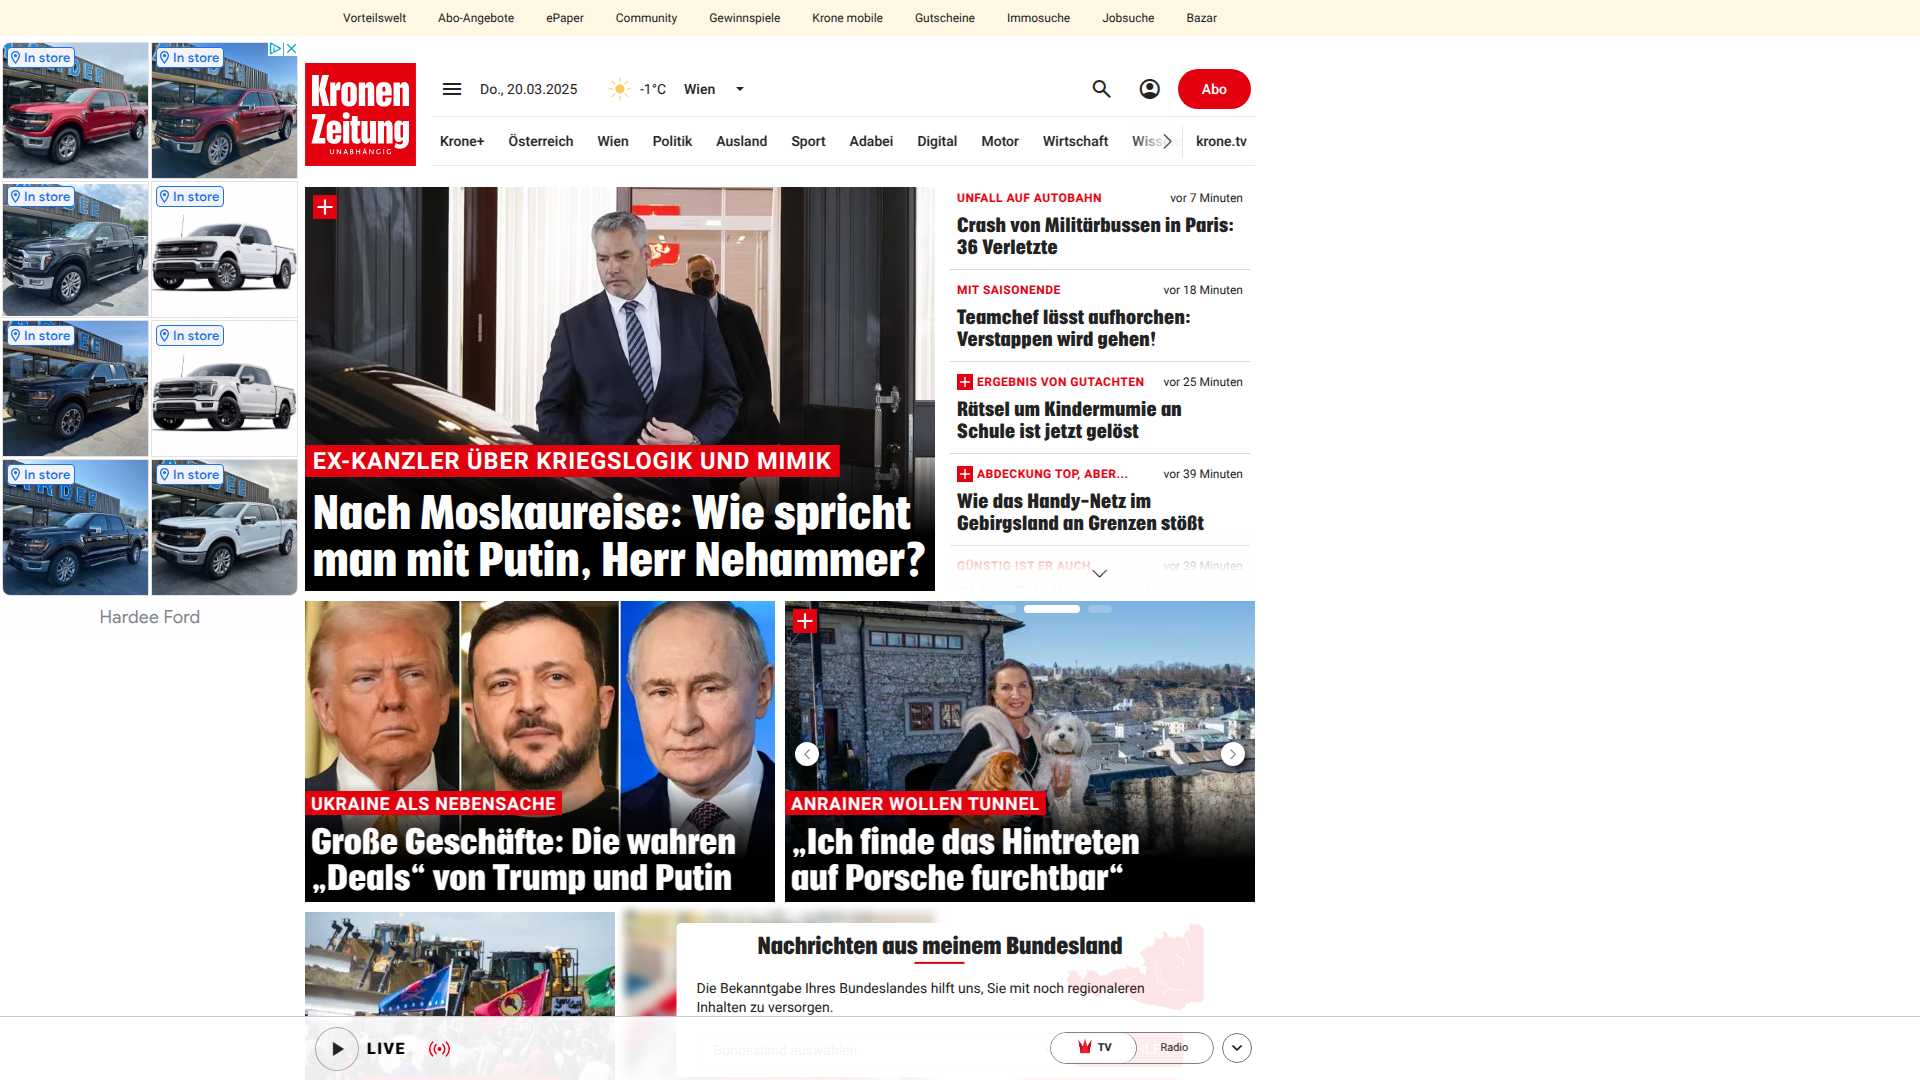 Vorteilswelt
Abo-Angebote
ePaper
Community
Gewinnspiele
Krone mobile
Gutscheine
Immosuche
Jobsuche
Bazar
In store
In store
In store
In store
In store
In store
In store
In store
Hardee Ford
Kronen
Zeitung
UNABHÄNGIG
Do., 20.03.2025
-1°C
Wien
Abo
Krone+
Österreich
Wien
Politik
Ausland
Sport
Adabei
Digital
Motor
Wirtschaft
Wiss
krone.tv
EX-KANZLER ÜBER KRIEGSLOGIK UND MIMIK
Nach Moskaureise: Wie spricht
man mit Putin, Herr Nehammer?
UNFALL AUF AUTOBAHN
vor 7 Minuten
Crash von Militärbussen in Paris:
36 Verletzte
MIT SAISONENDE
vor 18 Minuten
Teamchef lässt aufhorchen:
Verstappen wird gehen!
ERGEBNIS VON GUTACHTEN
vor 25 Minuten
Rätsel um Kindermumie an
Schule ist jetzt gelöst
ABDECKUNG TOP, ABER...
vor 39 Minuten
Wie das Handy-Netz im
Gebirgsland an Grenzen stößt
GÜNSTIG IST ER AUCH
vor 39 Minuten
UKRAINE ALS NEBENSACHE
Große Geschäfte: Die wahren
„Deals“ von Trump und Putin
ANRAINER WOLLEN TUNNEL
„Ich finde das Hintreten
auf Porsche furchtbar“
Nachrichten aus meinem Bundesland
Die Bekanntgabe Ihres Bundeslandes hilft uns, Sie mit noch regionaleren
Inhalten zu versorgen.
Bundesland auswählen
LIVE
TV
Radio